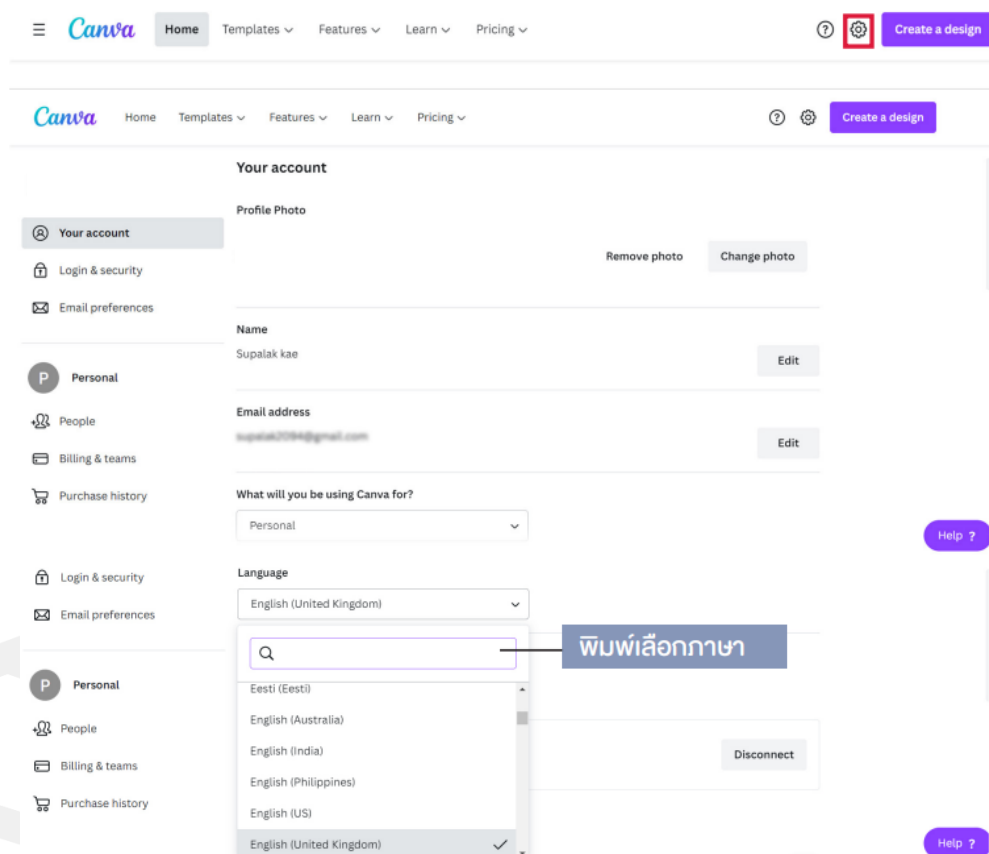 Canva Home Templates Features Learn Pricing Create a design
Canva Home Templates Features Learn Pricing Create a design
Your account
Profile Photo
Your account
Remove photo Change photo
Login & security
Email preferences
Name
Supalak kae
Edit
P Personal
Email address
People
Edit
Billing & teams
Purchase history
What will you be using Canva for?
Personal
Help ?
Login & security
Language
English (United Kingdom)
Email preferences
พิมพ์เลือกภาษา
P Personal
Eesti (Eesti)
English (Australia)
People
English (India)
Disconnect
Billing & teams
English (Philippines)
Purchase history
English (US)
English (United Kingdom)
Help ?